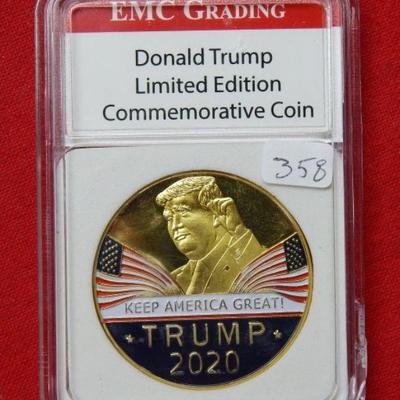 EMC GRADING
Donald Trump
Limited Edition
Commemorative Coin
358
KEEP AMERICA GREAT!
TRUMP
2020